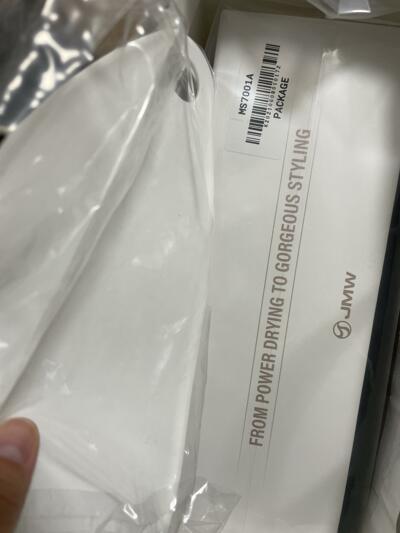 MS7001A
PACKAGE
FROM POWER DRYING TO GORGEOUS STYLING
JMW